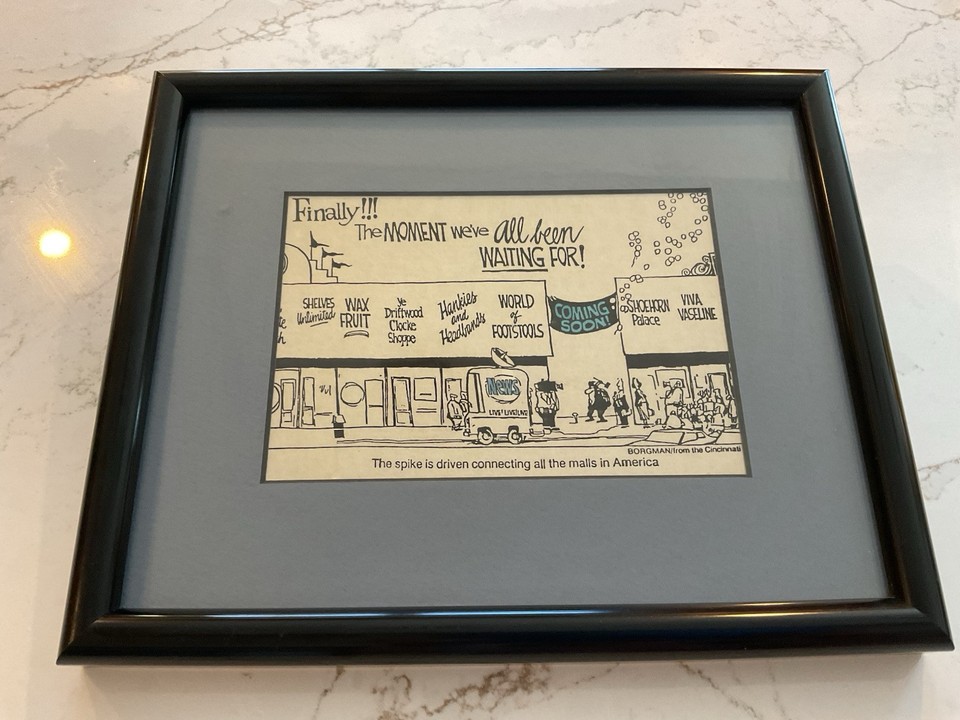 Finally!!!
The MOMENT we've all been
WAITING FOR!
SHELVES
Unlimited
WAX
FRUIT
Ye
Driftwood
Clocke
Shoppe
Hankies
and
Headbands
WORLD
of
FOOTSTOOLS
COMING
SOON!
SHOEHORN
Palace
VIVA
VASELINE
News
LIVE! LIVE! LIVE
BORGMAN/from the Cincinnati
The spike is driven connecting all the malls in America